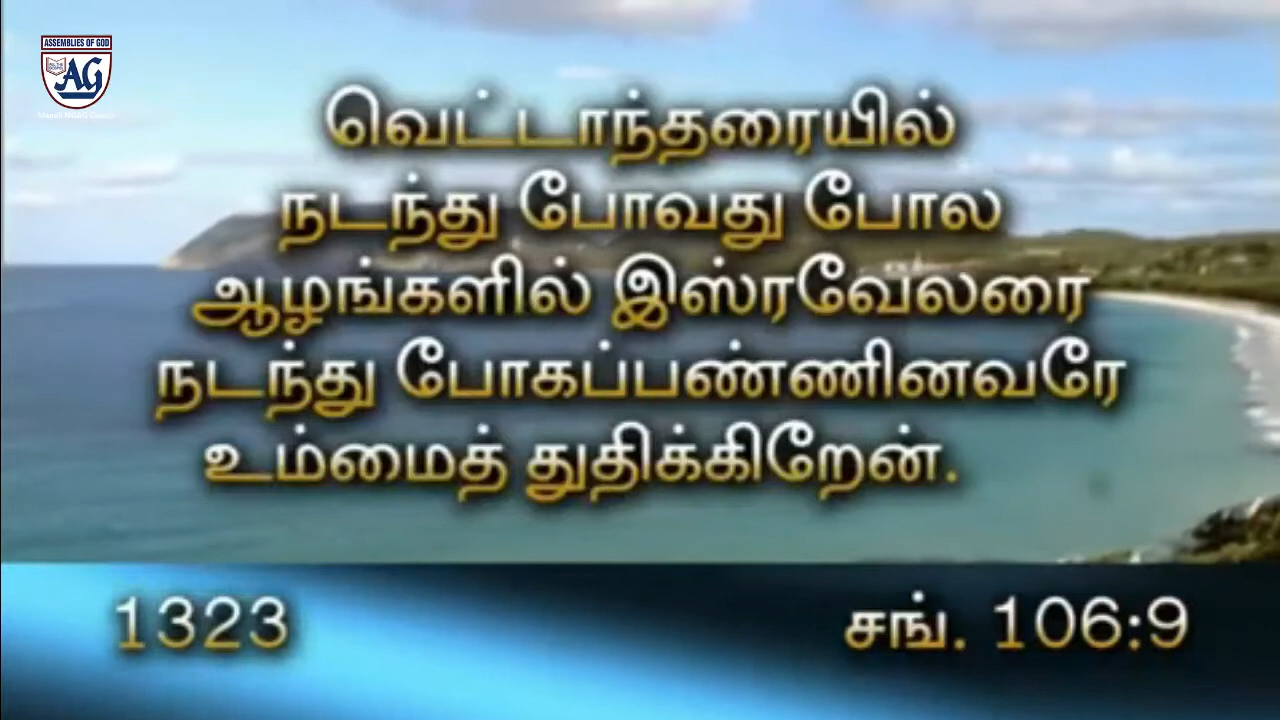 ASSEMBLIES OF GOD
AG
வெட்டாந்தரையில்
நடந்து போவது போல
ஆழங்களில் இஸ்ரவேலரை
நடந்து போகப்பண்ணினவரே
உம்மைத் துதிக்கிறேன்.
1323
சங். 106:9